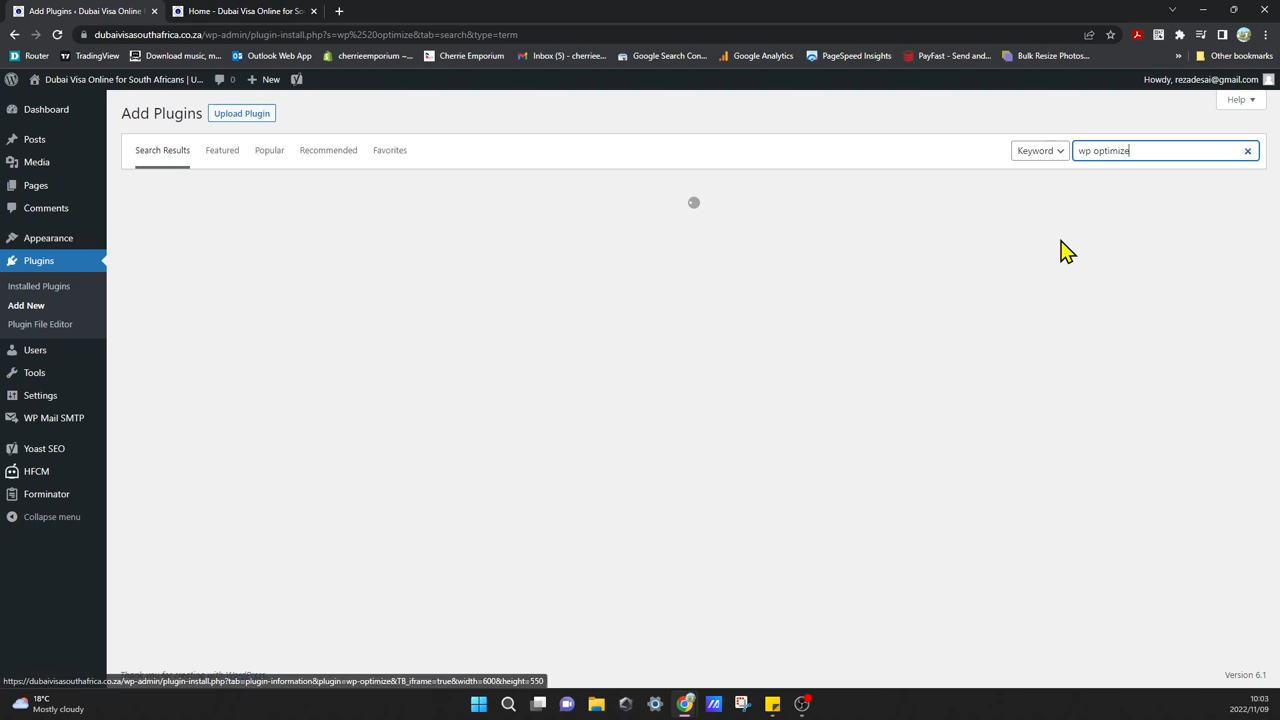 Add Plugins ‹ Dubai Visa Online f
Home - Dubai Visa Online for So
dubaivisasouthafrica.co.za/wp-admin/plugin-install.php?s=wp%2520optimize&tab=search&type=term
Router
TradingView
Download music, m...
Outlook Web App
cherrieemporium ~...
Cherrie Emporium
Inbox (5) - cherriee...
Google Search Con...
Google Analytics
PageSpeed Insights
PayFast - Send and...
Bulk Resize Photos...
»
Other bookmarks
Dubai Visa Online for South Africans | U...
0
New
Howdy, rezadesai@gmail.com
Dashboard
Posts
Media
Pages
Comments
Appearance
Plugins
Installed Plugins
Add New
Plugin File Editor
Users
Tools
Settings
WP Mail SMTP
Yoast SEO
HFCM
Forminator
Collapse menu
Help
Add Plugins
Upload Plugin
Search Results
Featured
Popular
Recommended
Favorites
Keyword
wp optimize
Thank you for creating with WordPress.
Version 6.1
https://dubaivisasouthafrica.co.za/wp-admin/plugin-install.php?tab=plugin-information&plugin=wp-optimize&TB_iframe=true&width=600&height=550
18°C
Mostly cloudy
10:03
2022/11/09